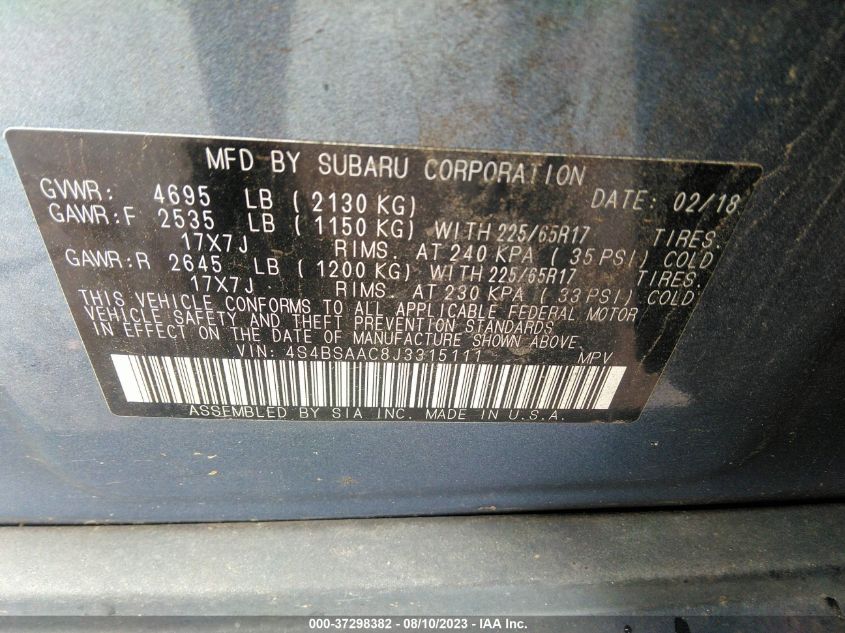 MFD BY SUBARU CORPORATION
GVWR: 4695 LB ( 2130 KG) DATE: 02/18
GAWR:F 2535 LB ( 1150 KG) WITH 225/65R17 TIRES.
17X7J RIMS. AT 240 KPA ( 35 PSI) COLD
GAWR:R 2645 LB ( 1200 KG) WITH 225/65R17 TIRES.
17X7J RIMS. AT 230 KPA ( 33 PSI) COLD.
THIS VEHICLE CONFORMS TO ALL APPLICABLE FEDERAL MOTOR
VEHICLE SAFETY AND THEFT PREVENTION STANDARDS
IN EFFECT ON THE DATE OF MANUFACTURE SHOWN ABOVE.
VIN: 4S4BSAAC8J3315111 MPV
ASSEMBLED BY SIA INC. MADE IN U.S.A.
000-37298382 - 08/10/2023 - IAA Inc.